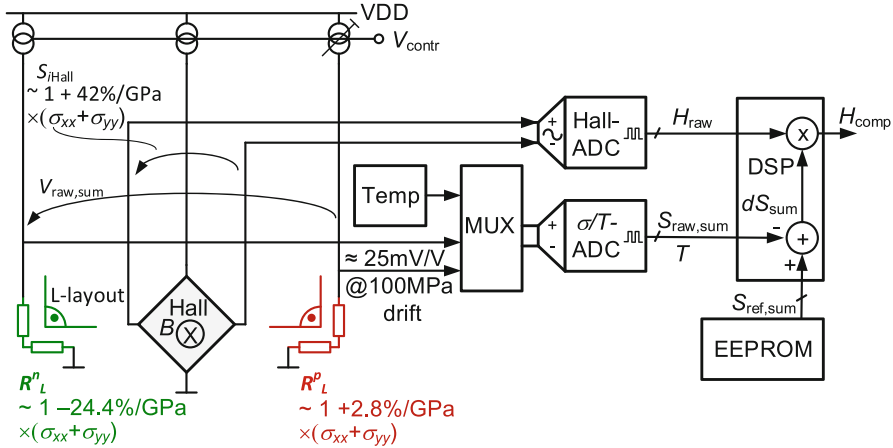 VDD
V_contr
S_iHall
~ 1 + 42%/GPa
×(σ_xx+σ_yy)
V_raw,sum
+
~
-
Hall-
ADC
H_raw
H_comp
x
DSP
dS_sum
Temp
MUX
+
-
σ/T-
ADC
S_raw,sum
T
-
+
+
≈ 25mV/V
@100MPa
drift
L-layout
Hall
B X
S_ref,sum
EEPROM
R^n_L
~ 1 –24.4%/GPa
×(σ_xx+σ_yy)
R^p_L
~ 1 +2.8%/GPa
×(σ_xx+σ_yy)